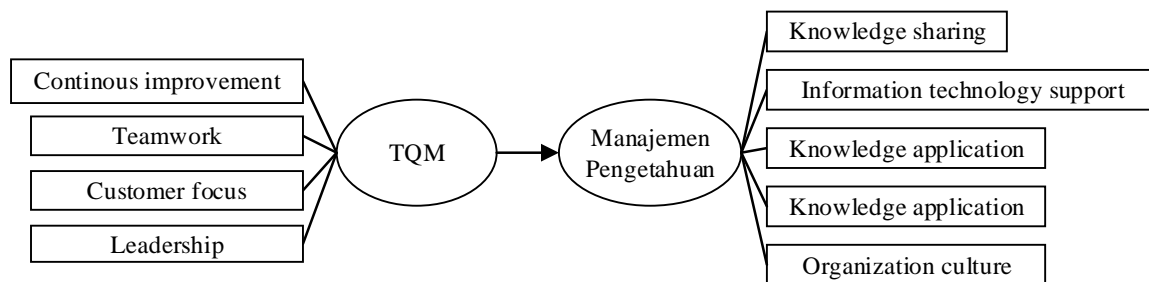 Continous improvement
Teamwork
Customer focus
Leadership
TQM
Manajemen
Pengetahuan
Knowledge sharing
Information technology support
Knowledge application
Knowledge application
Organization culture